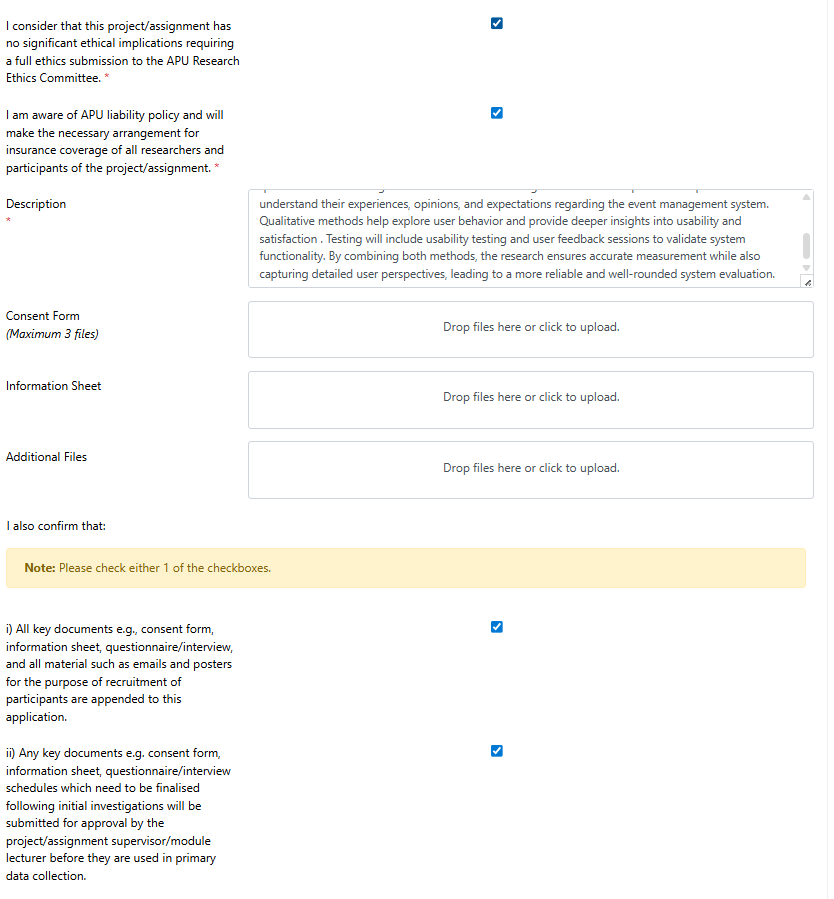 I consider that this project/assignment has
no significant ethical implications requiring
a full ethics submission to the APU Research
Ethics Committee. *
I am aware of APU liability policy and will
make the necessary arrangement for
insurance coverage of all researchers and
participants of the project/assignment. *
Description
*
understand their experiences, opinions, and expectations regarding the event management system.
Qualitative methods help explore user behavior and provide deeper insights into usability and
satisfaction . Testing will include usability testing and user feedback sessions to validate system
functionality. By combining both methods, the research ensures accurate measurement while also
capturing detailed user perspectives, leading to a more reliable and well-rounded system evaluation.
Consent Form
(Maximum 3 files)
Drop files here or click to upload.
Information Sheet
Drop files here or click to upload.
Additional Files
Drop files here or click to upload.
I also confirm that:
Note: Please check either 1 of the checkboxes.
i) All key documents e.g., consent form,
information sheet, questionnaire/interview,
and all material such as emails and posters
for the purpose of recruitment of
participants are appended to this
application.
ii) Any key documents e.g. consent form,
information sheet, questionnaire/interview
schedules which need to be finalised
following initial investigations will be
submitted for approval by the
project/assignment supervisor/module
lecturer before they are used in primary
data collection.